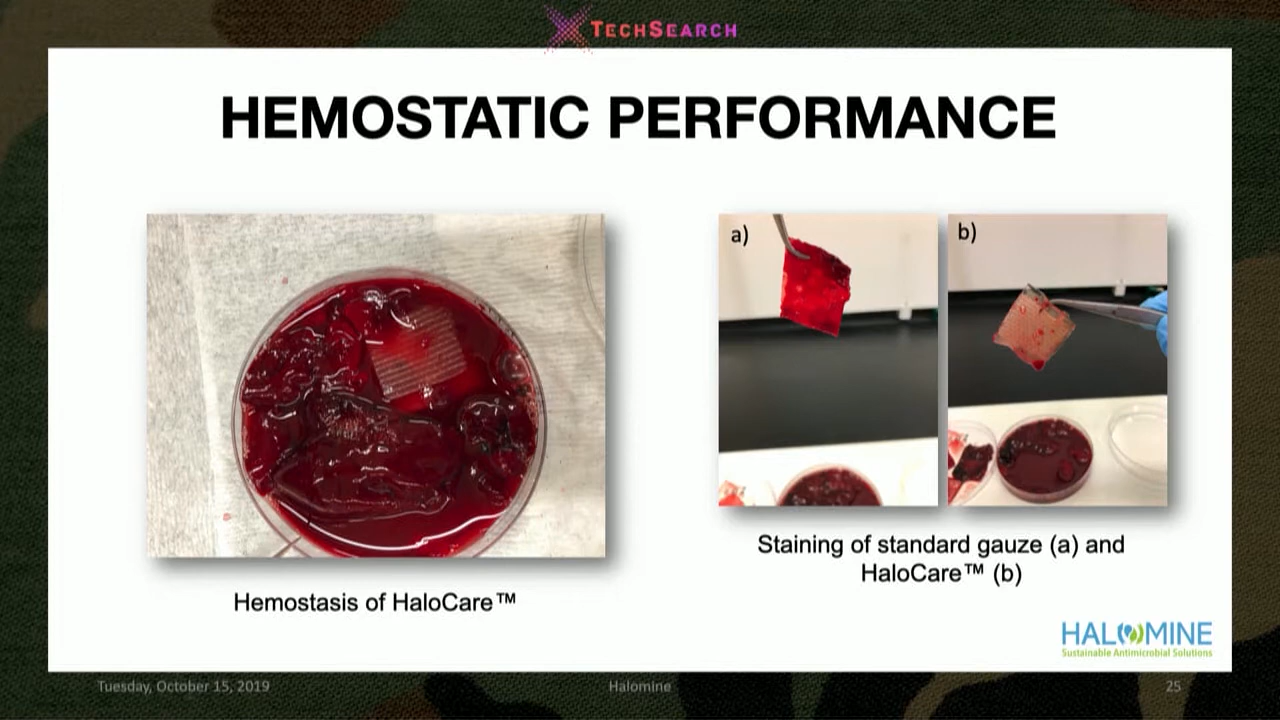 TECHSEARCH
HEMOSTATIC PERFORMANCE
a)
b)
Staining of standard gauze (a) and
HaloCare™ (b)
Hemostasis of HaloCare™
HALOMINE
Sustainable Antimicrobial Solutions
Tuesday, October 15, 2019
Halomine
25